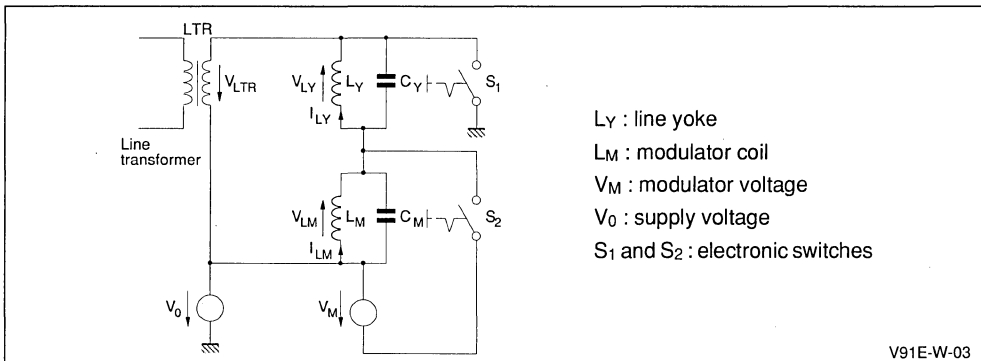 LTR
VLTR
Line
transformer
VLY
LY
CY
S1
ILY
VLM
LM
CM
S2
ILM
V0
VM
LY : line yoke
LM : modulator coil
VM : modulator voltage
V0 : supply voltage
S1 and S2 : electronic switches
V91E-W-03